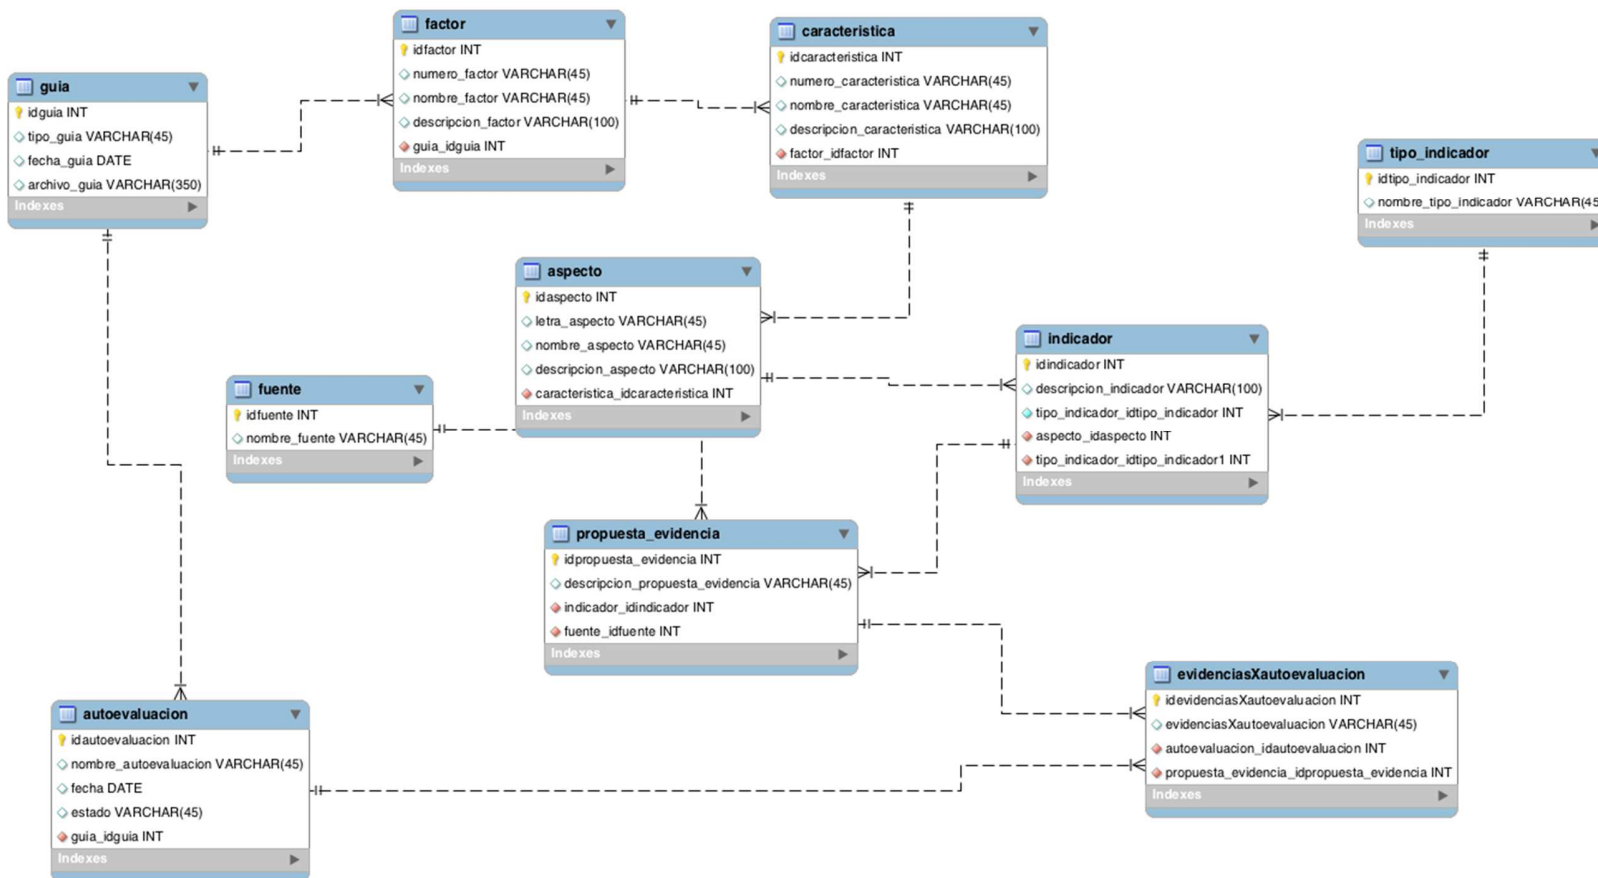 guia
idguia INT
tipo_guia VARCHAR(45)
fecha_guia DATE
archivo_guia VARCHAR(350)
Indexes
factor
idfactor INT
numero_factor VARCHAR(45)
nombre_factor VARCHAR(45)
descripcion_factor VARCHAR(100)
guia_idguia INT
Indexes
caracteristica
idcaracteristica INT
numero_caracteristica VARCHAR(45)
nombre_caracteristica VARCHAR(45)
descripcion_caracteristica VARCHAR(100)
factor_idfactor INT
Indexes
tipo_indicador
idtipo_indicador INT
nombre_tipo_indicador VARCHAR(45
Indexes
aspecto
idaspecto INT
letra_aspecto VARCHAR(45)
nombre_aspecto VARCHAR(45)
descripcion_aspecto VARCHAR(100)
caracteristica_idcaracteristica INT
Indexes
indicador
idindicador INT
descripcion_indicador VARCHAR(100)
tipo_indicador_idtipo_indicador INT
aspecto_idaspecto INT
tipo_indicador_idtipo_indicador1 INT
Indexes
fuente
idfuente INT
nombre_fuente VARCHAR(45)
Indexes
propuesta_evidencia
idpropuesta_evidencia INT
descripcion_propuesta_evidencia VARCHAR(45)
indicador_idindicador INT
fuente_idfuente INT
Indexes
evidenciasXautoevaluacion
idevidenciasXautoevaluacion INT
evidenciasXautoevaluacion VARCHAR(45)
autoevaluacion_idautoevaluacion INT
propuesta_evidencia_idpropuesta_evidencia INT
Indexes
autoevaluacion
idautoevaluacion INT
nombre_autoevaluacion VARCHAR(45)
fecha DATE
estado VARCHAR(45)
guia_idguia INT
Indexes